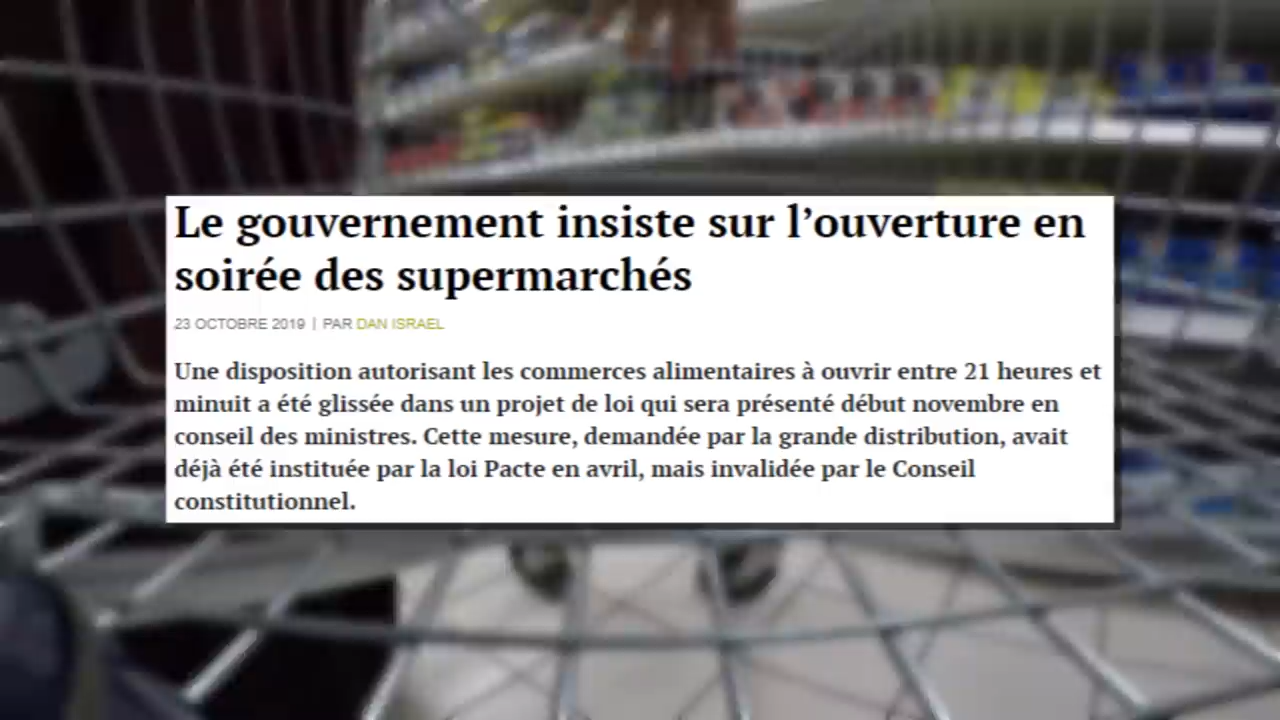 Le gouvernement insiste sur l’ouverture en
soirée des supermarchés
23 OCTOBRE 2019 | PAR DAN ISRAEL
Une disposition autorisant les commerces alimentaires à ouvrir entre 21 heures et
minuit a été glissée dans un projet de loi qui sera présenté début novembre en
conseil des ministres. Cette mesure, demandée par la grande distribution, avait
déjà été instituée par la loi Pacte en avril, mais invalidée par le Conseil
constitutionnel.